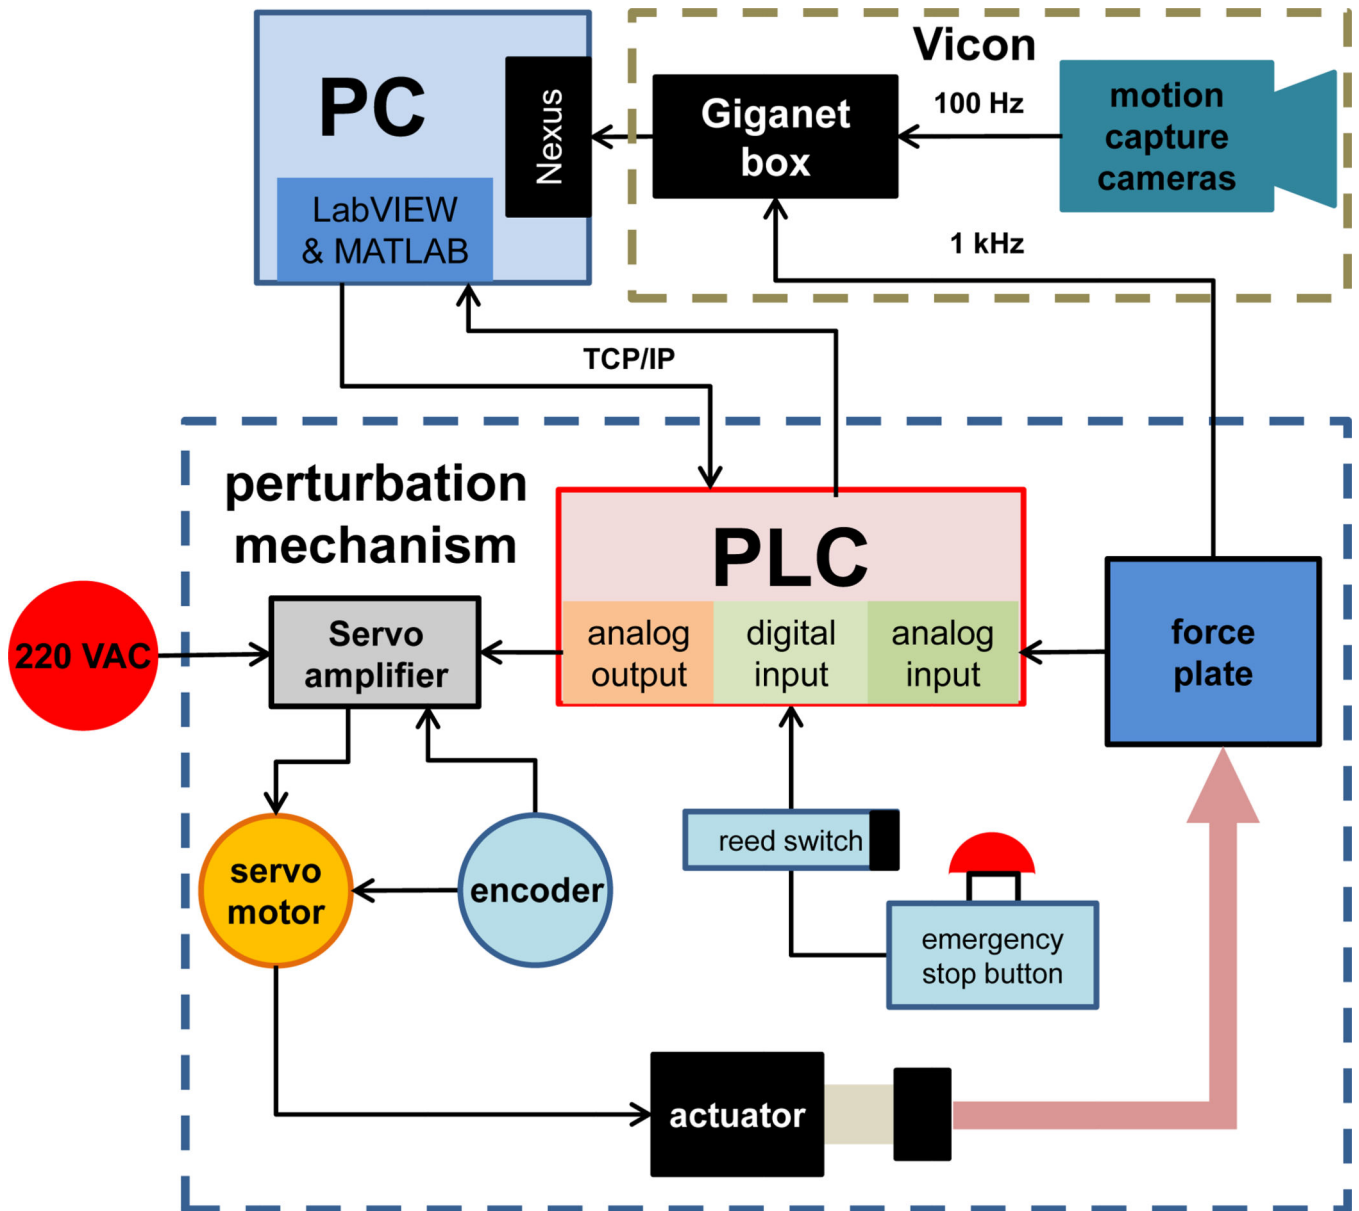 PC
Nexus
LabVIEW
& MATLAB
Vicon
Giganet
box
100 Hz
motion
capture
cameras
1 kHz
TCP/IP
perturbation
mechanism
220 VAC
Servo
amplifier
PLC
analog
output
digital
input
analog
input
force
plate
servo
motor
encoder
reed switch
emergency
stop button
actuator